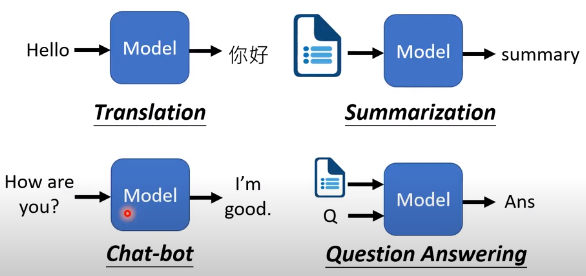 Hello
Model
你好
Translation
Model
summary
Summarization
How are
you?
Model
I'm
good.
Chat-bot
Q
Model
Ans
Question Answering